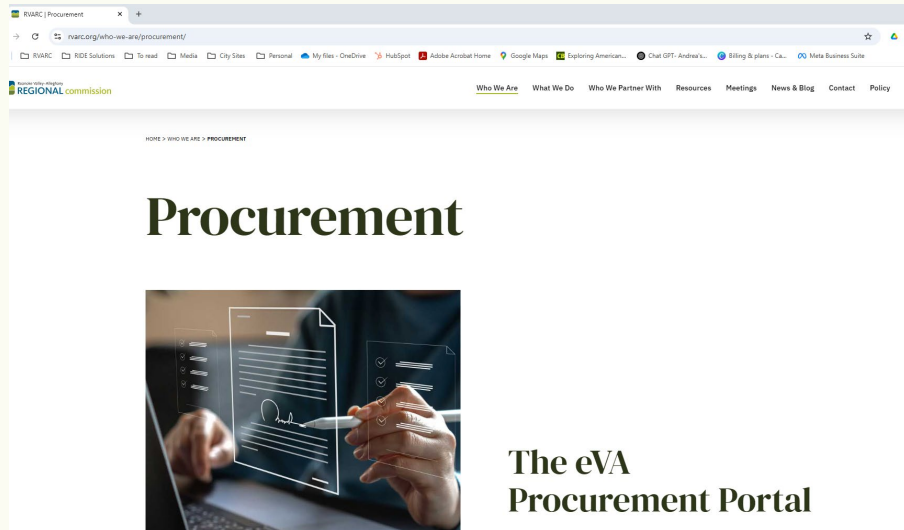 RVARC | Procurement
rvarc.org/who-we-are/procurement/
RVARC RIDE Solutions To read Media City Sites Personal My files - OneDrive HubSpot Adobe Acrobat Home Google Maps Exploring American... Chat GPT- Andrea's... Billing & plans - Ca... Meta Business Suite
Roanoke Valley-Alleghany
REGIONAL commission
Who We Are What We Do Who We Partner With Resources Meetings News & Blog Contact Policy
HOME > WHO WE ARE > PROCUREMENT
Procurement
The eVA
Procurement Portal